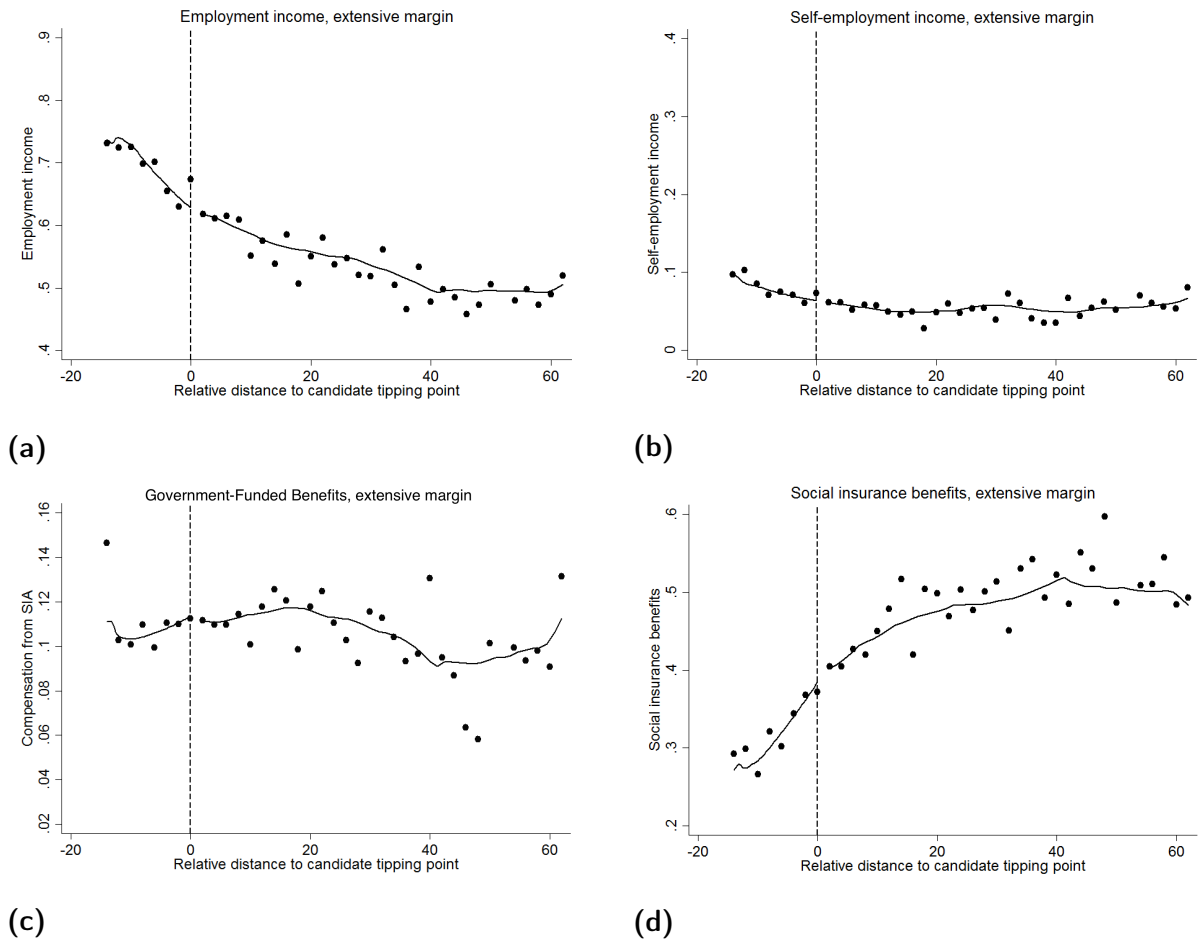 Employment income, extensive margin
Employment income
.9
.8
.7
.6
.5
.4
-20 0 20 40 60
Relative distance to candidate tipping point
(a)
Self-employment income, extensive margin
Self-employment income
.4
.3
.2
.1
0
-20 0 20 40 60
Relative distance to candidate tipping point
(b)
Government-Funded Benefits, extensive margin
Compensation from SIA
.16
.14
.12
.1
.08
.06
.04
.02
-20 0 20 40 60
Relative distance to candidate tipping point
(c)
Social insurance benefits, extensive margin
Social insurance benefits
.6
.5
.4
.3
.2
-20 0 20 40 60
Relative distance to candidate tipping point
(d)